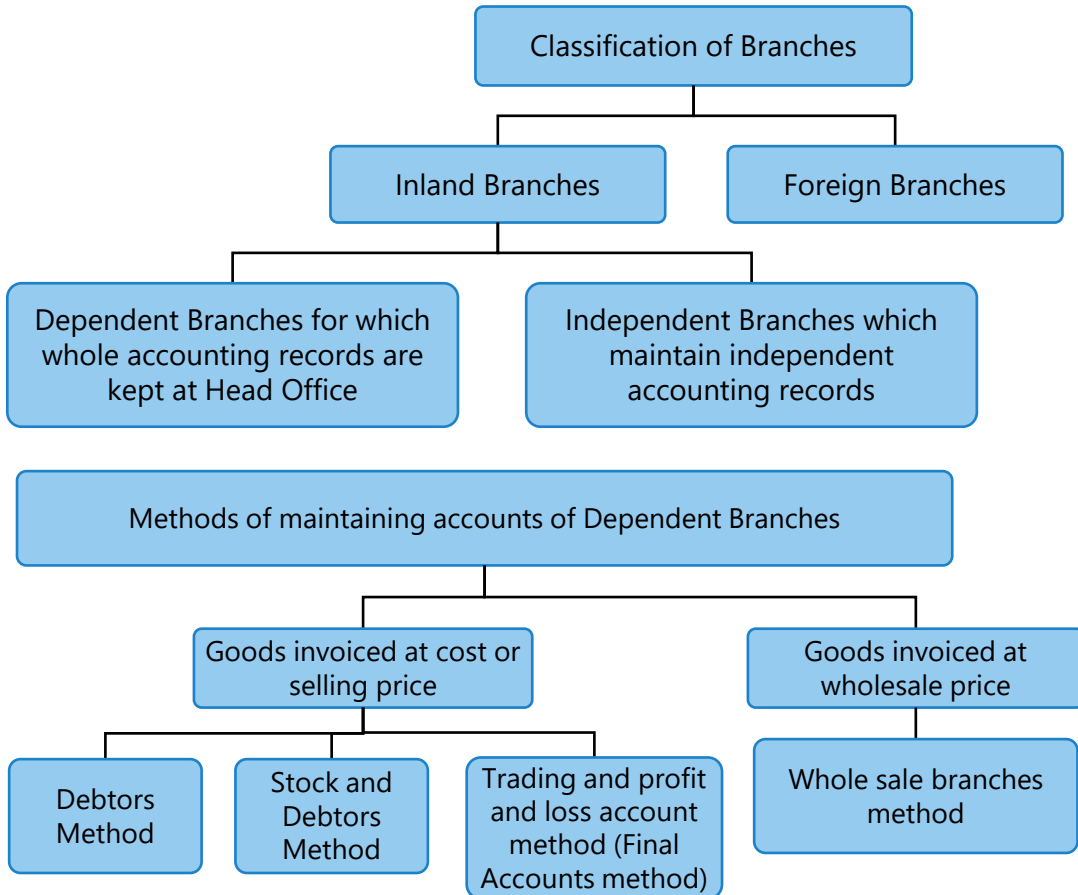 Classification of Branches
Inland Branches
Foreign Branches
Dependent Branches for which
whole accounting records are
kept at Head Office
Independent Branches which
maintain independent
accounting records
Methods of maintaining accounts of Dependent Branches
Goods invoiced at cost or
selling price
Goods invoiced at
wholesale price
Debtors
Method
Stock and
Debtors
Method
Trading and profit
and loss account
method (Final
Accounts method)
Whole sale branches
method